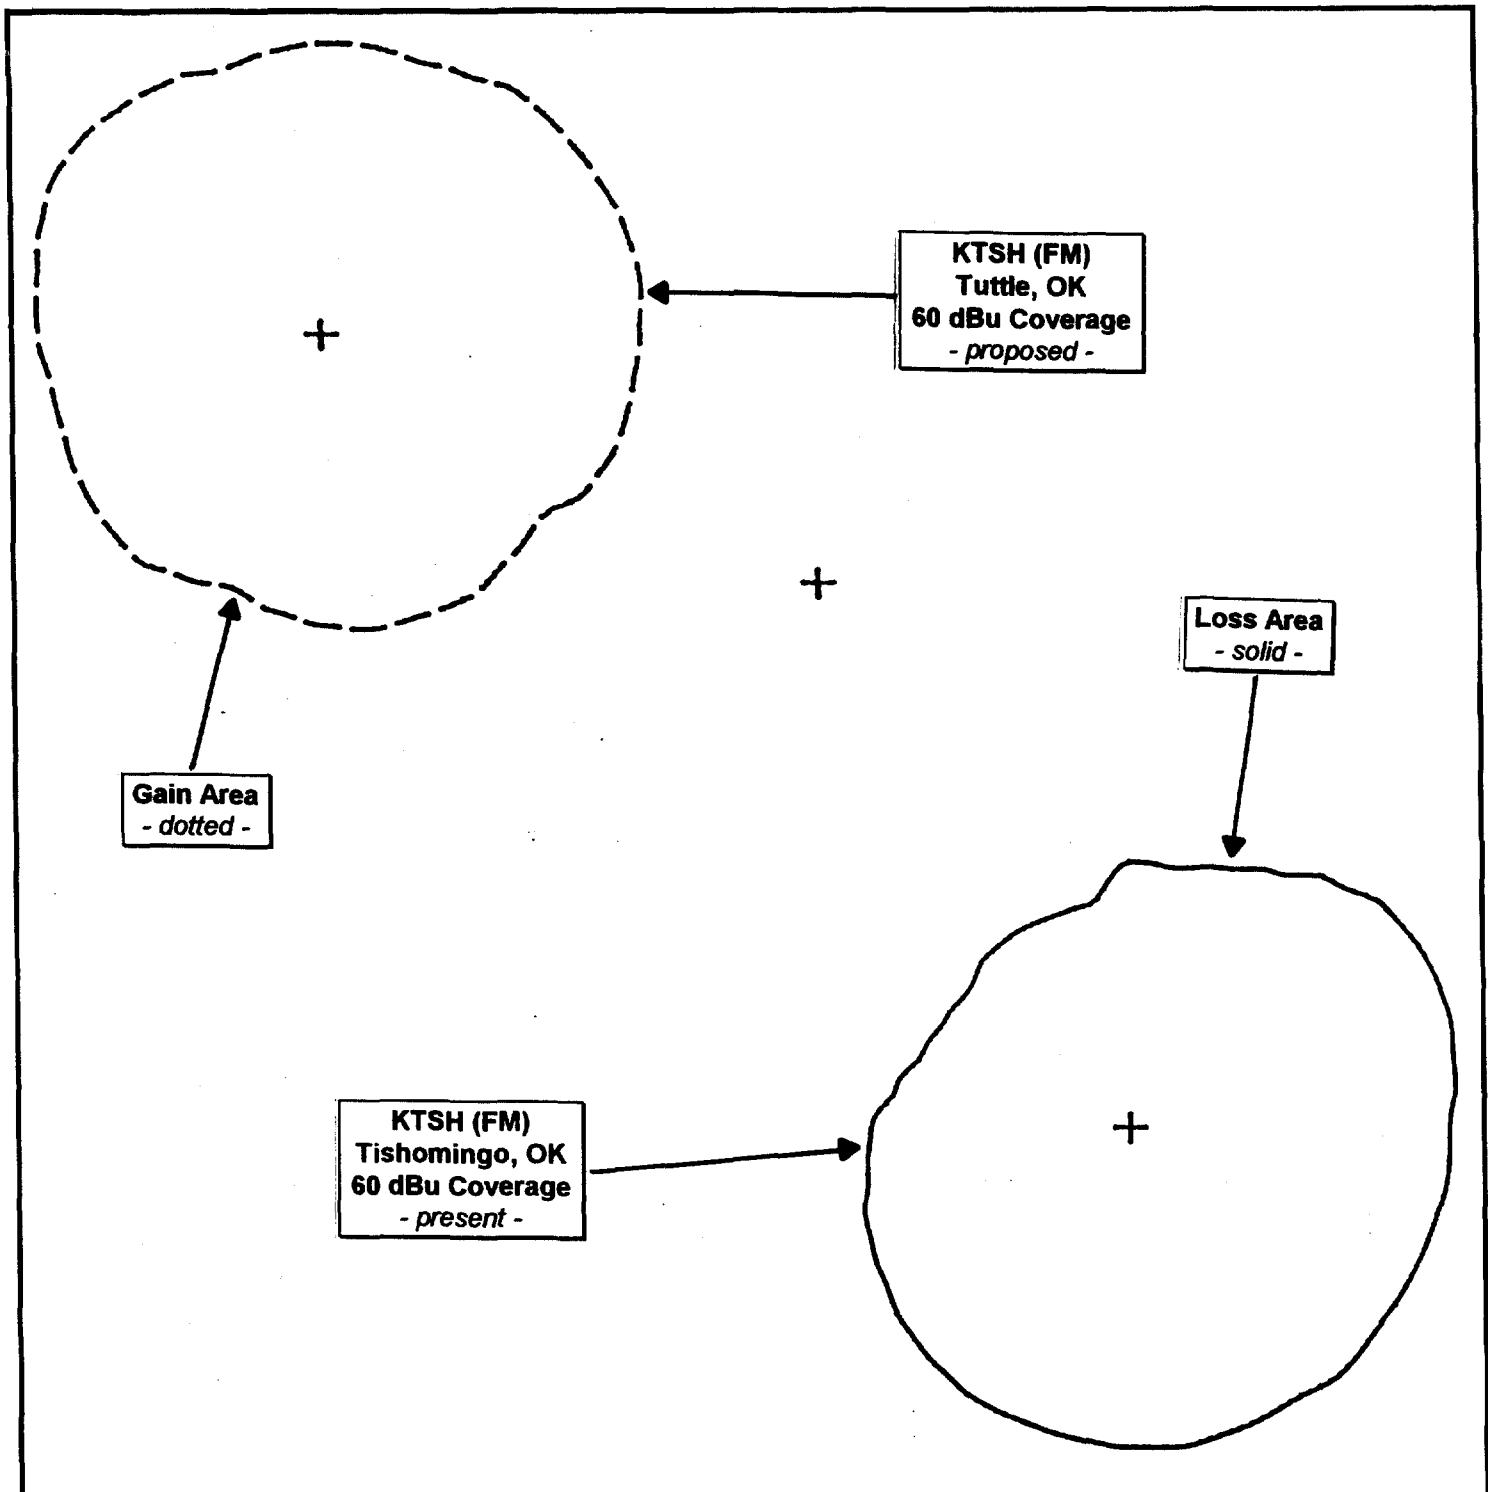 KTSH (FM)
Tuttle, OK
60 dBu Coverage
- proposed -
Loss Area
- solid -
Gain Area
- dotted -
KTSH (FM)
Tishomingo, OK
60 dBu Coverage
- present -